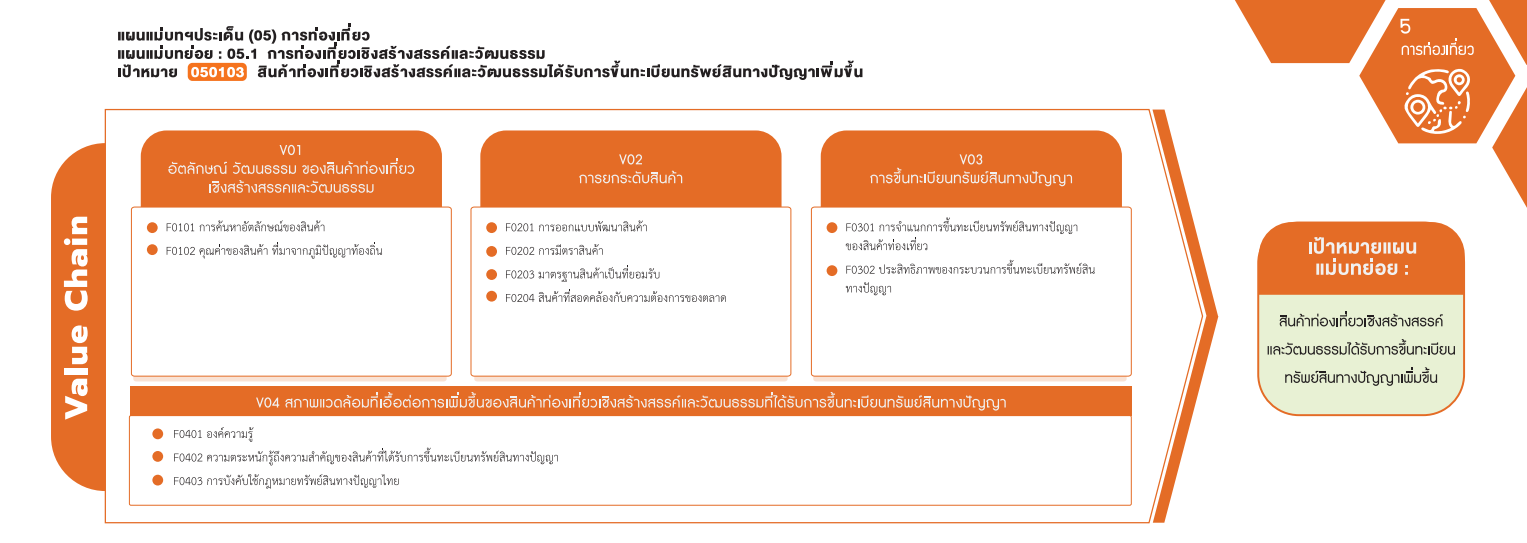 แผนแม่บทฯประเด็น (05) การท่องเที่ยว
แผนแม่บทย่อย : 05.1 การท่องเที่ยวเชิงสร้างสรรค์และวัฒนธรรม
เป้าหมาย 050103 สินค้าท่องเที่ยวเชิงสร้างสรรค์และวัฒนธรรมได้รับการขึ้นทะเบียนทรัพย์สินทางปัญญาเพิ่มขึ้น
5
การท่องเที่ยว
Value Chain
V01
อัตลักษณ์ วัฒนธรรม ของสินค้าท่องเที่ยว
เชิงสร้างสรรค์และวัฒนธรรม
F0101 การค้นหาอัตลักษณ์ของสินค้า
F0102 คุณค่าของสินค้า ที่มาจากภูมิปัญญาท้องถิ่น
V02
การยกระดับสินค้า
F0201 การออกแบบพัฒนาสินค้า
F0202 การมีตราสินค้า
F0203 มาตรฐานสินค้าเป็นที่ยอมรับ
F0204 สินค้าที่สอดคล้องกับความต้องการของตลาด
V03
การขึ้นทะเบียนทรัพย์สินทางปัญญา
F0301 การจำแนกการขึ้นทะเบียนทรัพย์สินทางปัญญา
ของสินค้าท่องเที่ยว
F0302 ประสิทธิภาพของกระบวนการขึ้นทะเบียนทรัพย์สิน
ทางปัญญา
V04 สภาพแวดล้อมที่เอื้อต่อการเพิ่มขึ้นของสินค้าท่องเที่ยวเชิงสร้างสรรค์และวัฒนธรรมที่ได้รับการขึ้นทะเบียนทรัพย์สินทางปัญญา
F0401 องค์ความรู้
F0402 ความตระหนักรู้ถึงความสำคัญของสินค้าที่ได้รับการขึ้นทะเบียนทรัพย์สินทางปัญญา
F0403 การบังคับใช้กฎหมายทรัพย์สินทางปัญญาไทย
เป้าหมายแผน
แม่บทย่อย :
สินค้าท่องเที่ยวเชิงสร้างสรรค์
และวัฒนธรรมได้รับการขึ้นทะเบียน
ทรัพย์สินทางปัญญาเพิ่มขึ้น